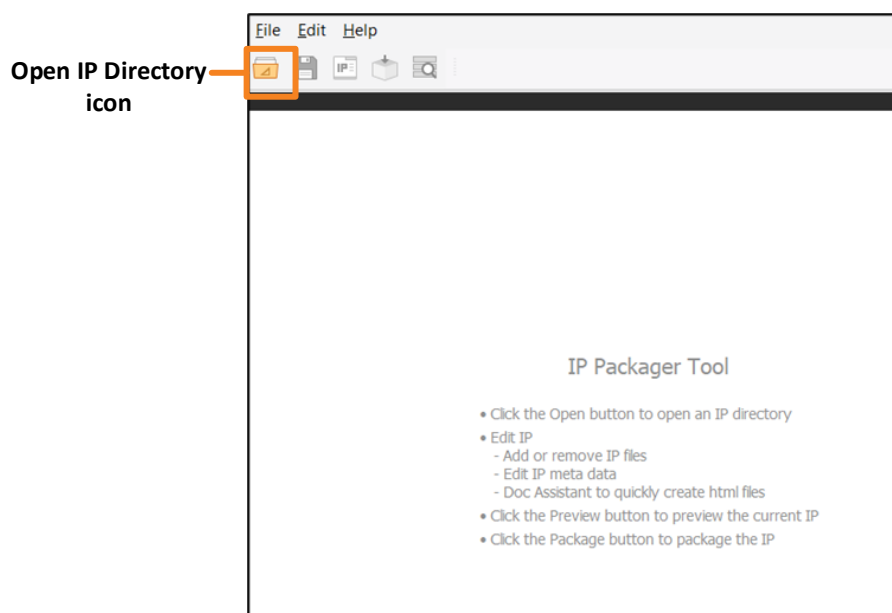 File Edit Help
Open IP Directory
icon
IP
IP Packager Tool
• Click the Open button to open an IP directory
• Edit IP
- Add or remove IP files
- Edit IP meta data
- Doc Assistant to quickly create html files
• Click the Preview button to preview the current IP
• Click the Package button to package the IP